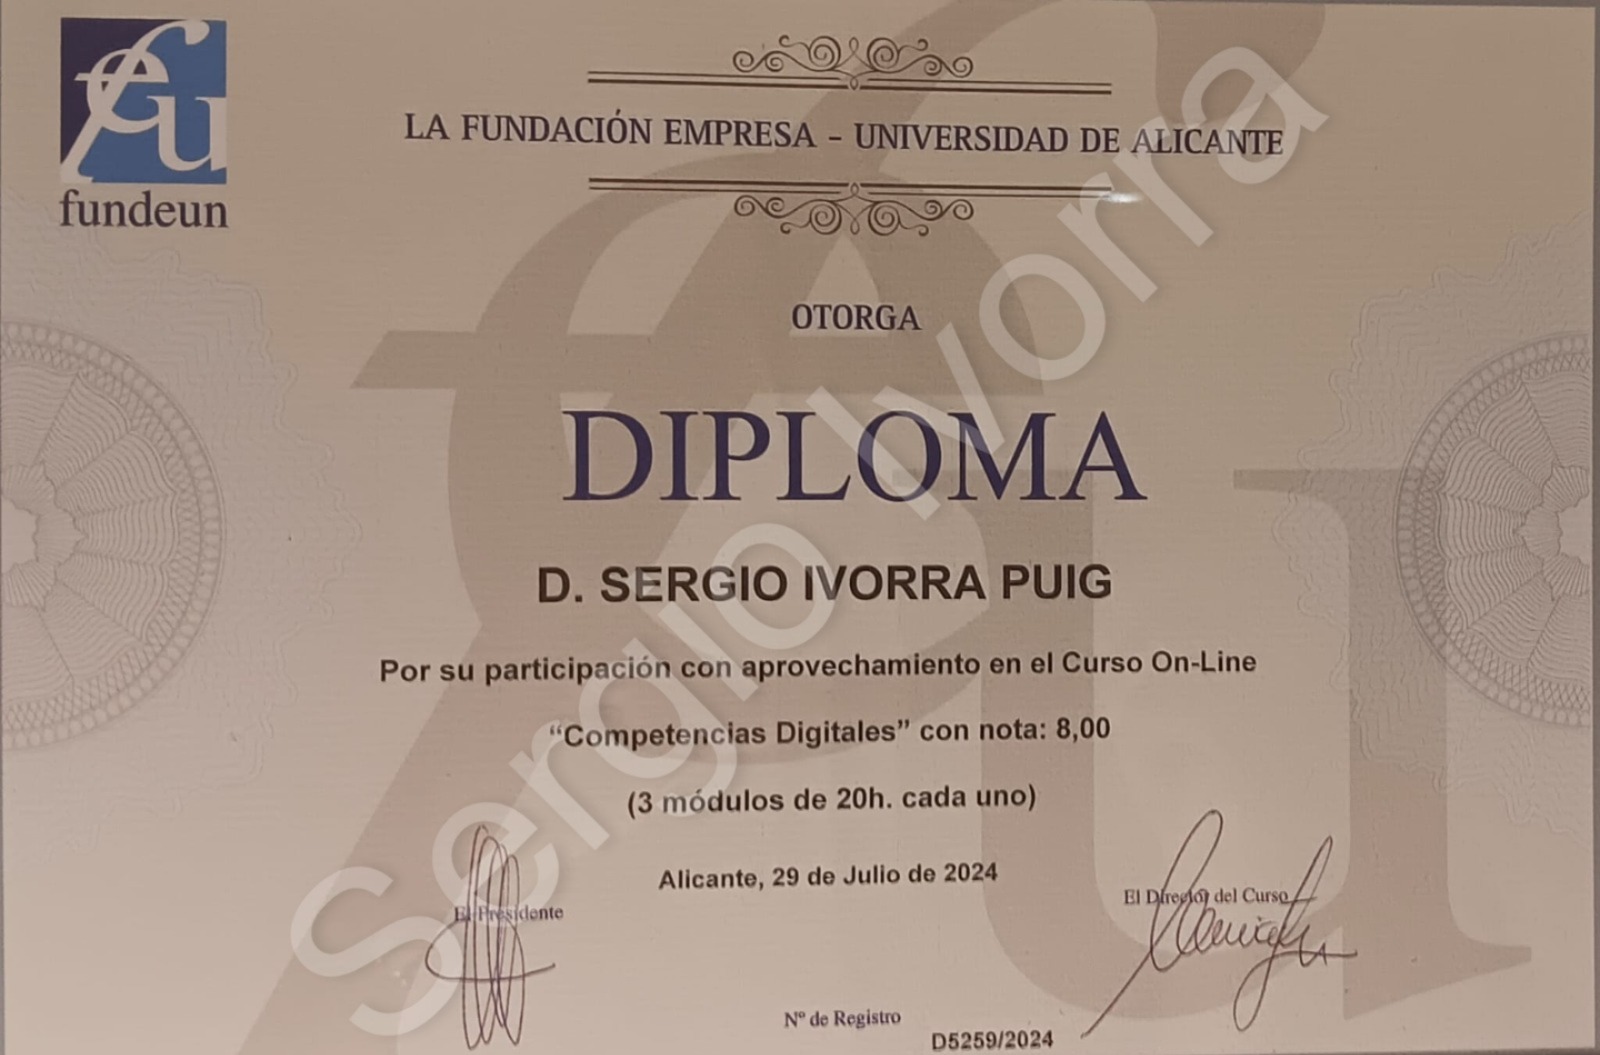 feu
fundeun
LA FUNDACIÓN EMPRESA – UNIVERSIDAD DE ALICANTE
OTORGA
DIPLOMA
D. SERGIO IVORRA PUIG
Por su participación con aprovechamiento en el Curso On-Line
“Competencias Digitales” con nota: 8,00
(3 módulos de 20h. cada uno)
Alicante, 29 de Julio de 2024
El Presidente
El Director del Curso
Nº de Registro
D5259/2024
Sergio Ivorra